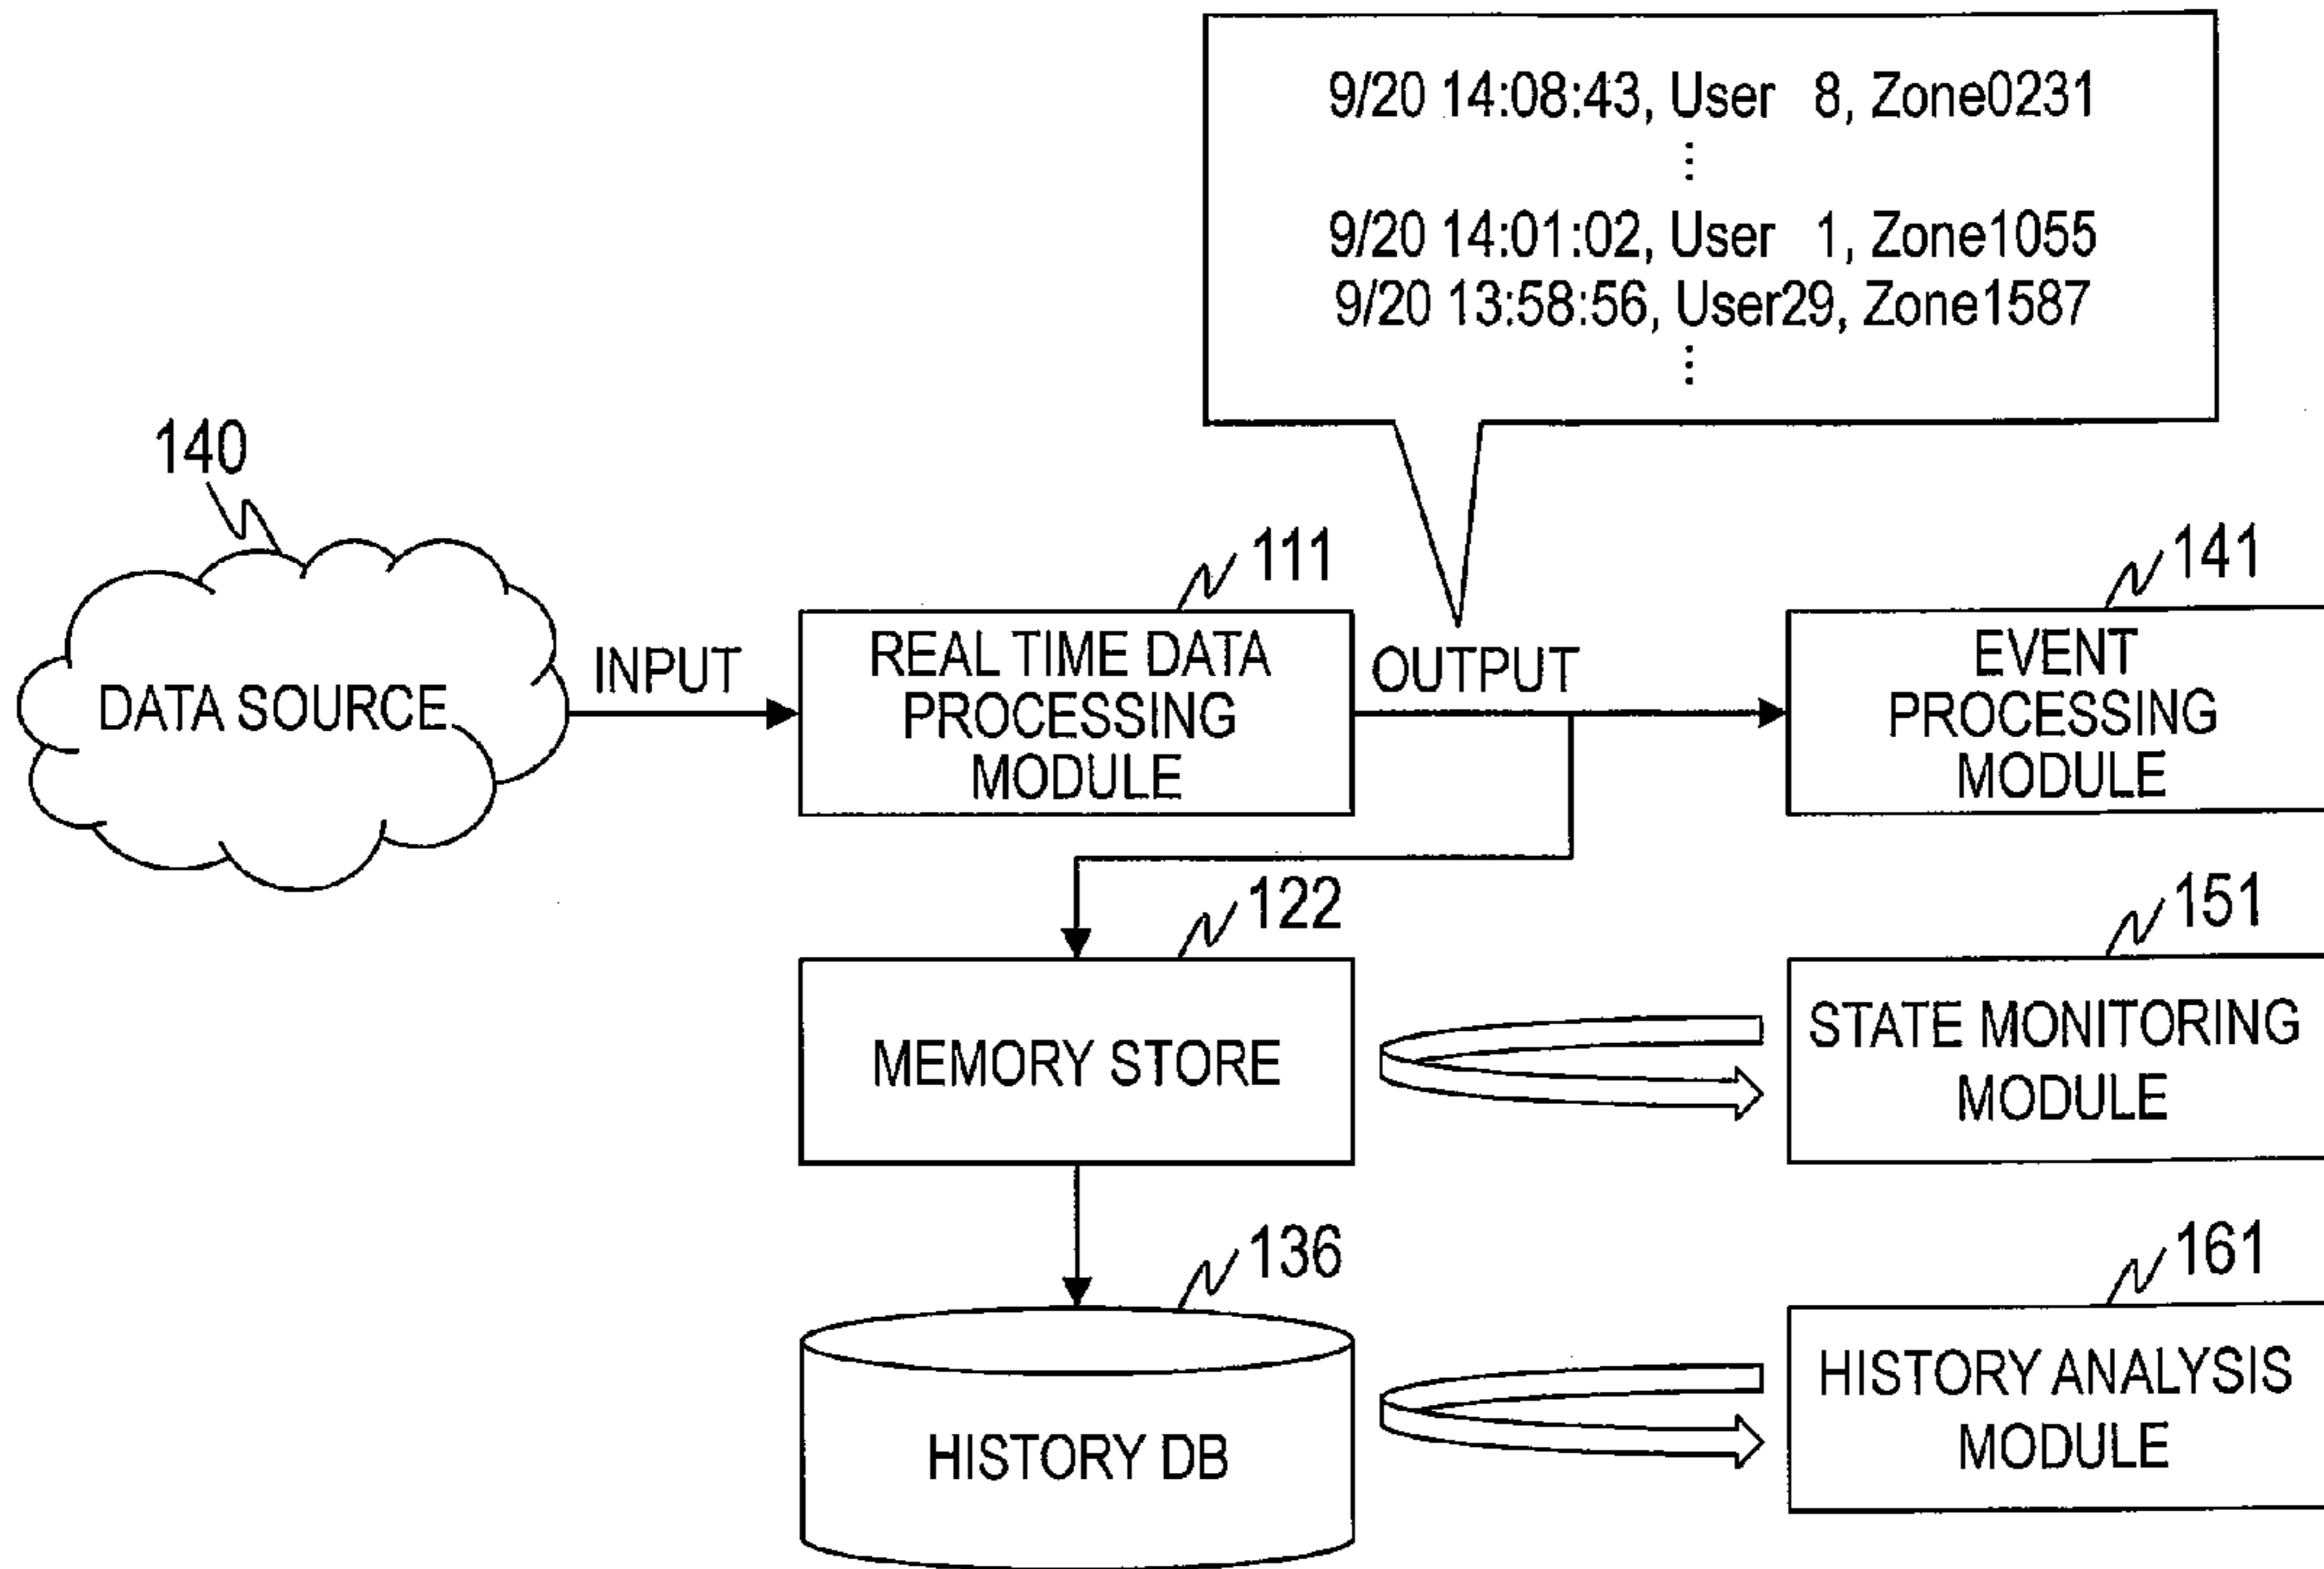 9/20 14:08:43, User 8, Zone0231
⋮
9/20 14:01:02, User 1, Zone1055
9/20 13:58:56, User29, Zone1587
⋮
140
111
141
DATA SOURCE
INPUT
REAL TIME DATA
PROCESSING
MODULE
OUTPUT
EVENT
PROCESSING
MODULE
122
151
MEMORY STORE
STATE MONITORING
MODULE
136
161
HISTORY DB
HISTORY ANALYSIS
MODULE